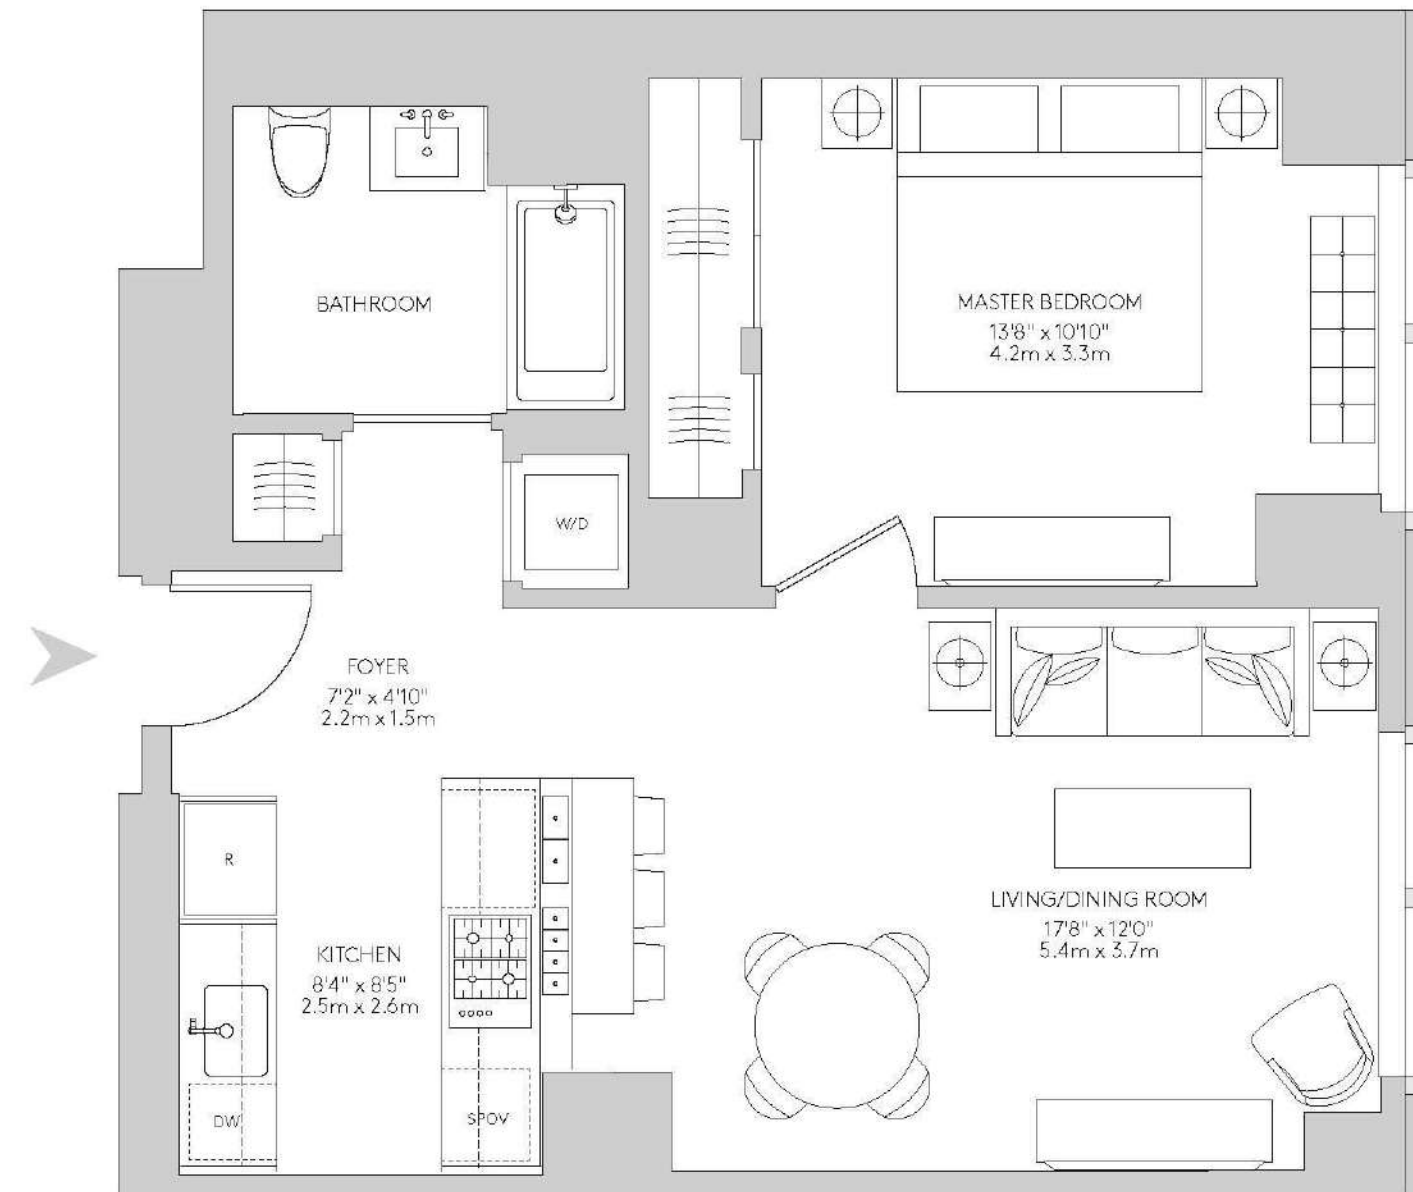 BATHROOM
MASTER BEDROOM
13'8" x 10'10"
4.2m x 3.3m
W/D
FOYER
7'2" x 4'10"
2.2m x 1.5m
R
LIVING/DINING ROOM
17'8" x 12'0"
5.4m x 3.7m
KITCHEN
8'4" x 8'5"
2.5m x 2.6m
DW
SPOV